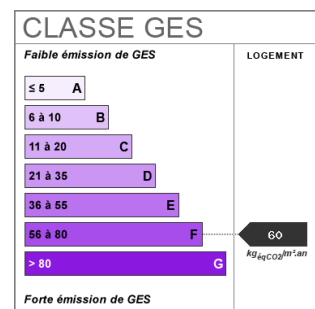 CLASSE GES
Faible émission de GES
LOGEMENT
≤ 5 A
6 à 10 B
11 à 20 C
21 à 35 D
36 à 55 E
56 à 80 F
60
kgéqCO2/m².an
> 80 G
Forte émission de GES